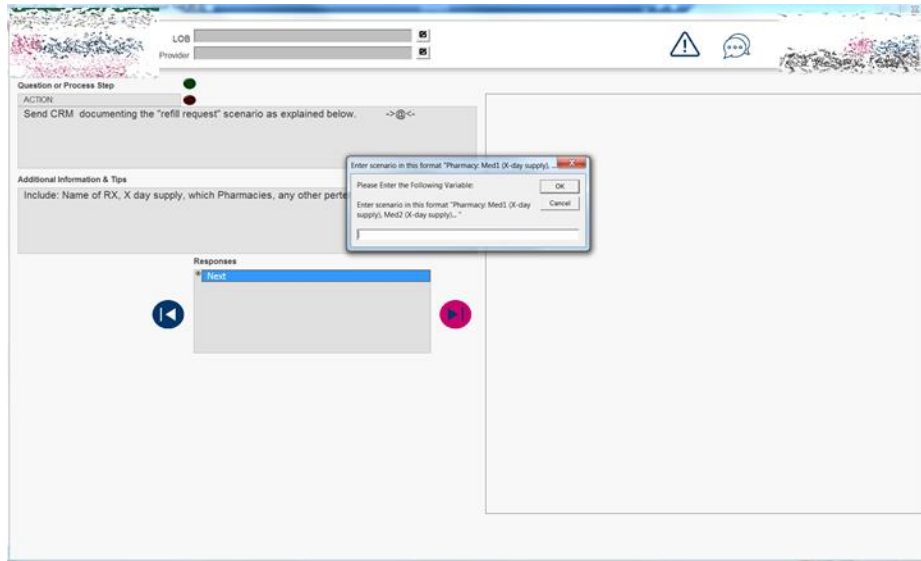 LOB
Provider
Question or Process Step
ACTION:
Send CRM documenting the "refill request" scenario as explained below. ->@<-
Additional Information & Tips
Include: Name of RX, X day supply, which Pharmacies, any other perte
Enter scenario in this format "Pharmacy: Med1 (X-day supply), ...
Please Enter the Following Variable:
OK
Enter scenario in this format "Pharmacy: Med1 (X-day
supply), Med2 (X-day supply)... "
Cancel
Responses
Next